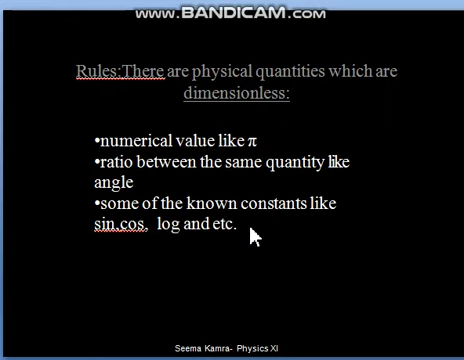 www.BANDICAM.com
Rules:There are physical quantities which are
dimensionless:
•numerical value like π
•ratio between the same quantity like
angle
•some of the known constants like
sin,cos, log and etc.
Seema Kamra- Physics XI